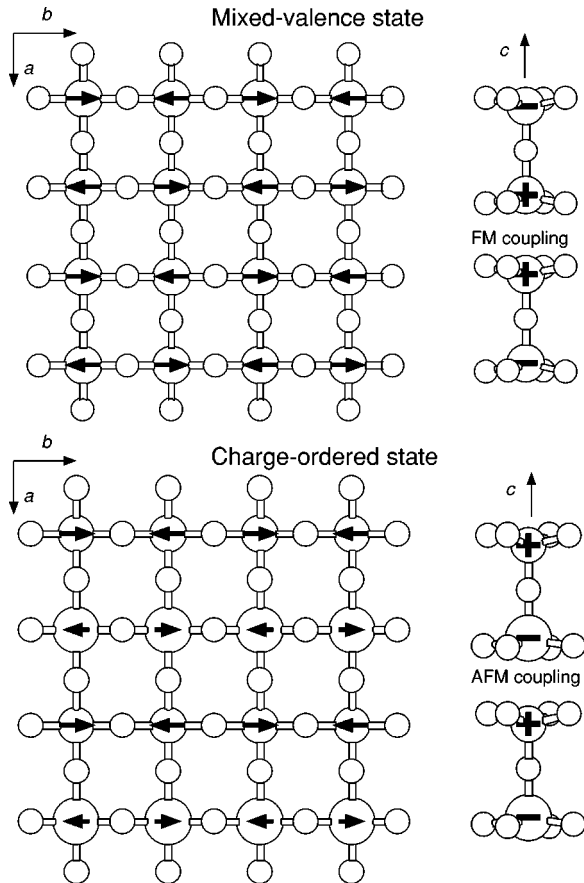 Mixed-valence state
b
a
c
−
+
FM coupling
+
−
Charge-ordered state
b
a
c
+
−
AFM coupling
+
−